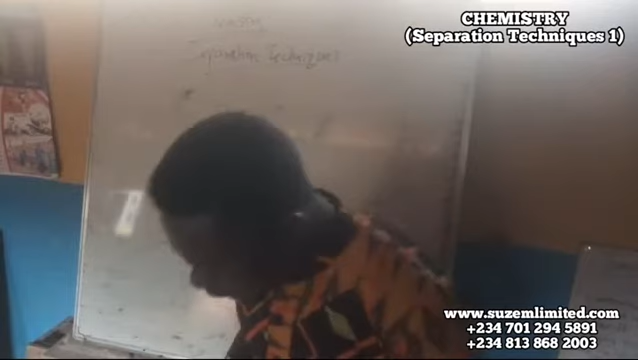 CHEMISTRY
(Separation Techniques 1)
Separation Techniques
www.suzemlimited.com
+234 701 294 5891
+234 813 868 2003